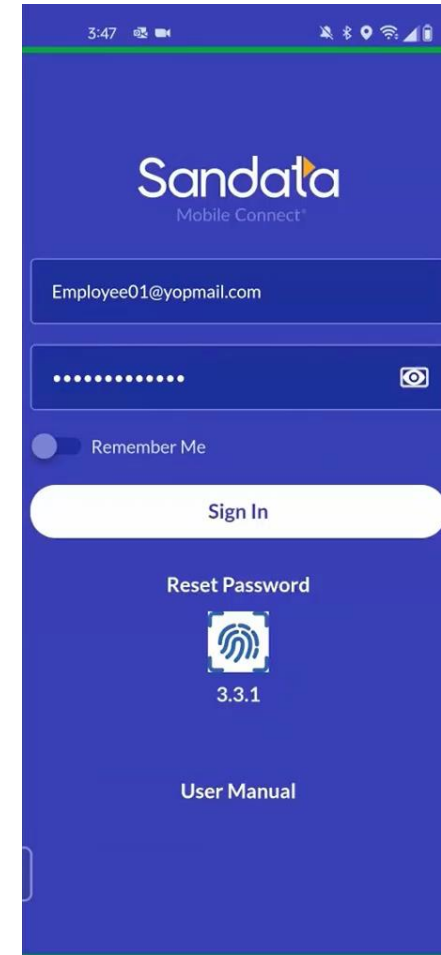 3:47
Sandata
Mobile Connect®
Employee01@yopmail.com
•••••••••••••
Remember Me
Sign In
Reset Password
3.3.1
User Manual